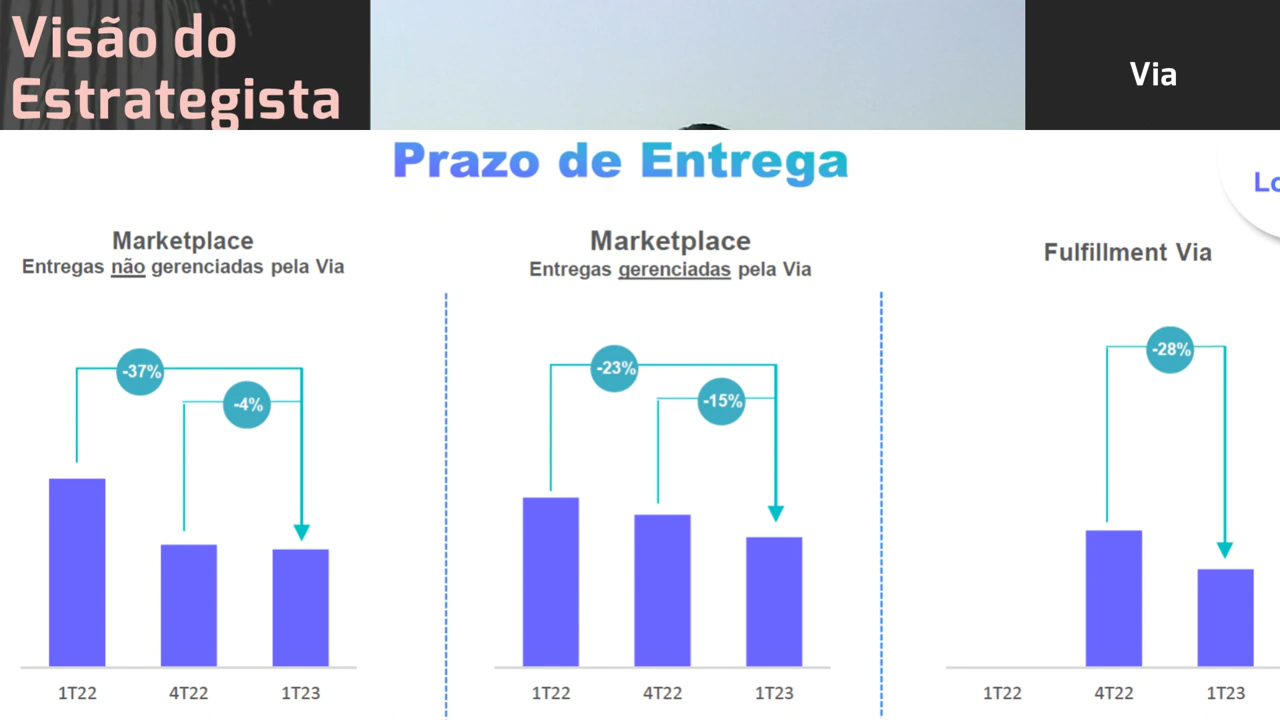 Visão do
Estrategista
Via
Prazo de Entrega
Lo
Marketplace
Entregas não gerenciadas pela Via
-37%
-4%
1T22 4T22 1T23
Marketplace
Entregas gerenciadas pela Via
-23%
-15%
1T22 4T22 1T23
Fulfillment Via
-28%
1T22 4T22 1T23